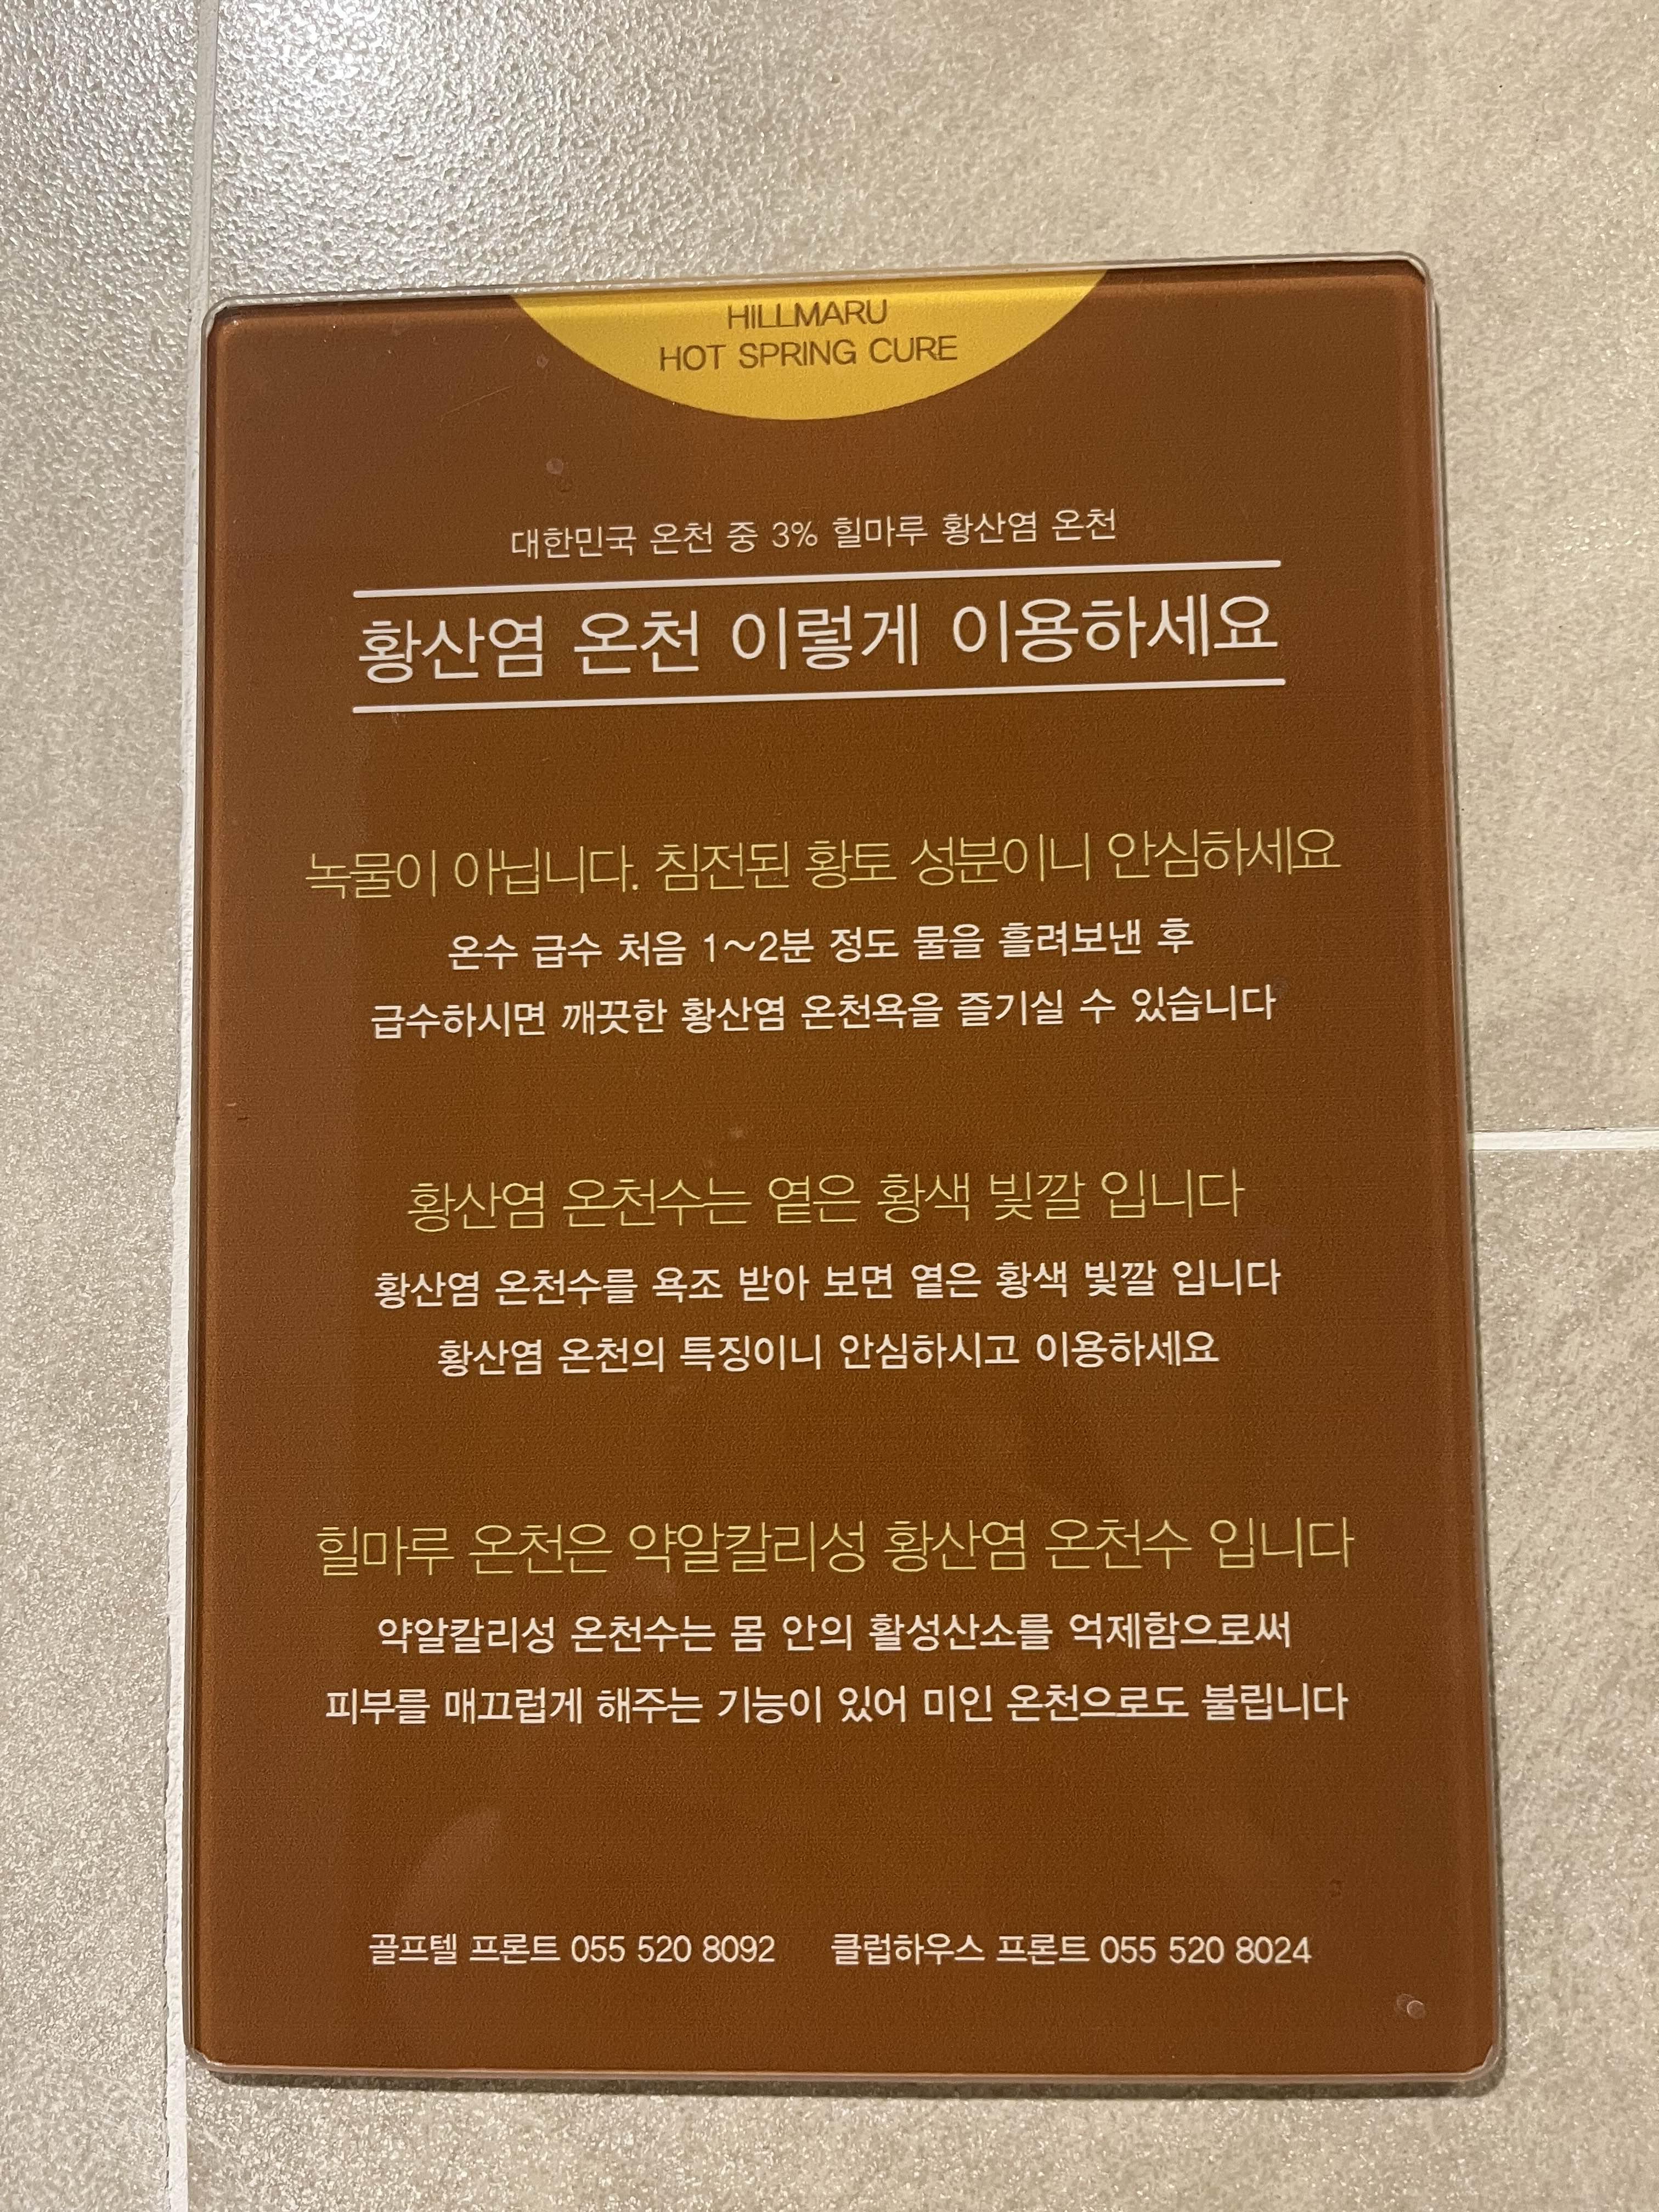 HILLMARU
HOT SPRING CURE
대한민국 온천 중 3% 힐마루 황산염 온천
황산염 온천 이렇게 이용하세요
녹물이 아닙니다. 침전된 황토 성분이니 안심하세요
온수 급수 처음 1~2분 정도 물을 흘려보낸 후
급수하시면 깨끗한 황산염 온천욕을 즐기실 수 있습니다
황산염 온천수는 옅은 황색 빛깔 입니다
황산염 온천수를 욕조 받아 보면 옅은 황색 빛깔 입니다
황산염 온천의 특징이니 안심하시고 이용하세요
힐마루 온천은 약알칼리성 황산염 온천수 입니다
약알칼리성 온천수는 몸 안의 활성산소를 억제함으로써
피부를 매끄럽게 해주는 기능이 있어 미인 온천으로도 불립니다
골프텔 프론트 055 520 8092 클럽하우스 프론트 055 520 8024